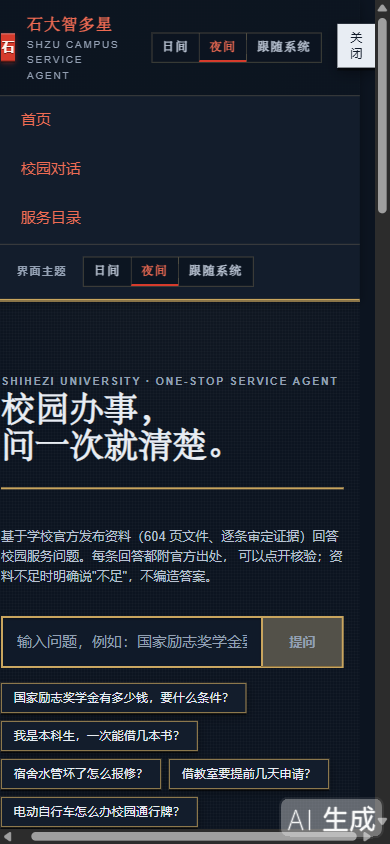 石
石大智多星
SHZU CAMPUS
SERVICE
AGENT
日间 夜间 跟随系统
关
闭
首页
校园对话
服务目录
界面主题 日间 夜间 跟随系统
SHIHEZI UNIVERSITY · ONE-STOP SERVICE AGENT
校园办事，
问一次就清楚。
基于学校官方发布资料（604 页文件、逐条审定证据）回答
校园服务问题。每条回答都附官方出处， 可以点开核验；资
料不足时明确说"不足"，不编造答案。
输入问题，例如：国家励志奖学金要 提问
国家励志奖学金有多少钱，要什么条件？
我是本科生，一次能借几本书？
宿舍水管坏了怎么报修？ 借教室要提前几天申请？
电动自行车怎么办校园通行牌？
AI 生成